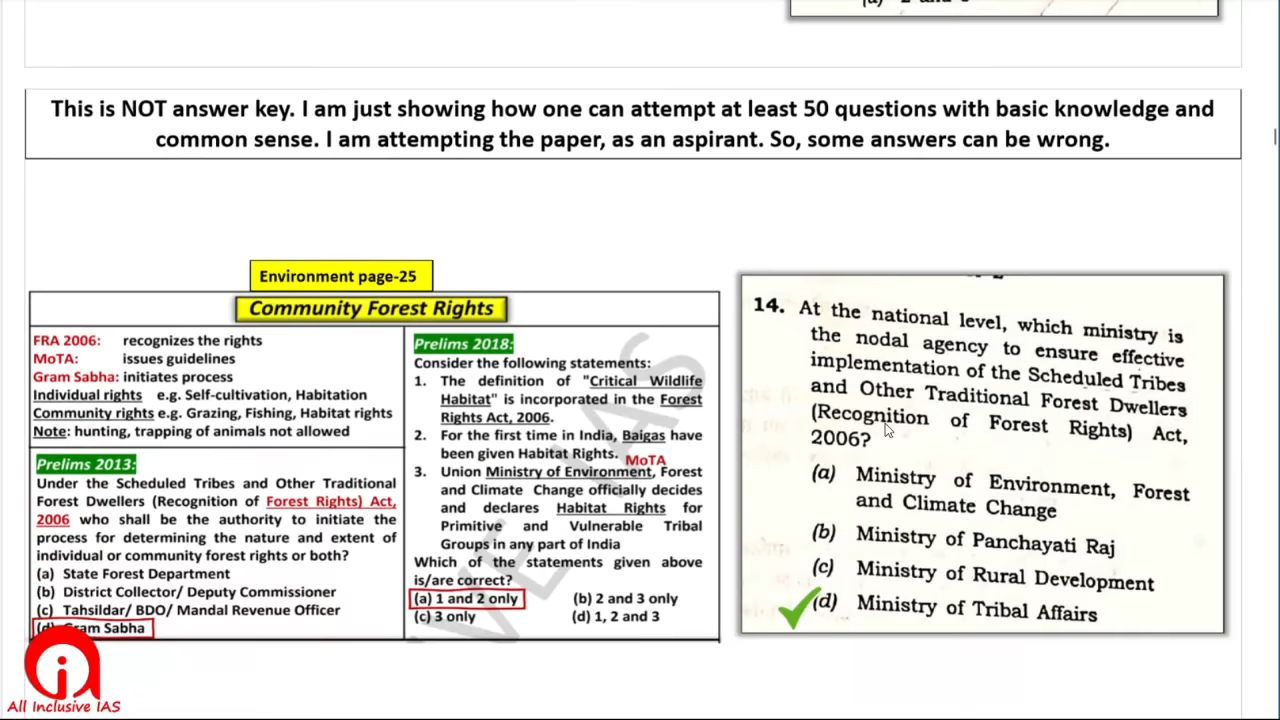 This is NOT answer key. I am just showing how one can attempt at least 50 questions with basic knowledge and
common sense. I am attempting the paper, as an aspirant. So, some answers can be wrong.
Environment page-25
Community Forest Rights
FRA 2006: recognizes the rights
MoTA: issues guidelines
Gram Sabha: initiates process
Individual rights e.g. Self-cultivation, Habitation
Community rights e.g. Grazing, Fishing, Habitat rights
Note: hunting, trapping of animals not allowed
Prelims 2013:
Under the Scheduled Tribes and Other Traditional
Forest Dwellers (Recognition of Forest Rights) Act,
2006 who shall be the authority to initiate the
process for determining the nature and extent of
individual or community forest rights or both?
(a) State Forest Department
(b) District Collector/ Deputy Commissioner
(c) Tahsildar/ BDO/ Mandal Revenue Officer
(d) Gram Sabha
Prelims 2018:
Consider the following statements:
1. The definition of "Critical Wildlife
Habitat" is incorporated in the Forest
Rights Act, 2006.
2. For the first time in India, Baigas have
been given Habitat Rights.
MoTA
3. Union Ministry of Environment, Forest
and Climate Change officially decides
and declares Habitat Rights for
Primitive and Vulnerable Tribal
Groups in any part of India
Which of the statements given above
is/are correct?
(a) 1 and 2 only (b) 2 and 3 only
(c) 3 only (d) 1, 2 and 3
14. At the national level, which ministry is
the nodal agency to ensure effective
implementation of the Scheduled Tribes
and Other Traditional Forest Dwellers
(Recognition of Forest Rights) Act,
2006?
(a) Ministry of Environment, Forest
and Climate Change
(b) Ministry of Panchayati Raj
(c) Ministry of Rural Development
(d) Ministry of Tribal Affairs
All Inclusive IAS